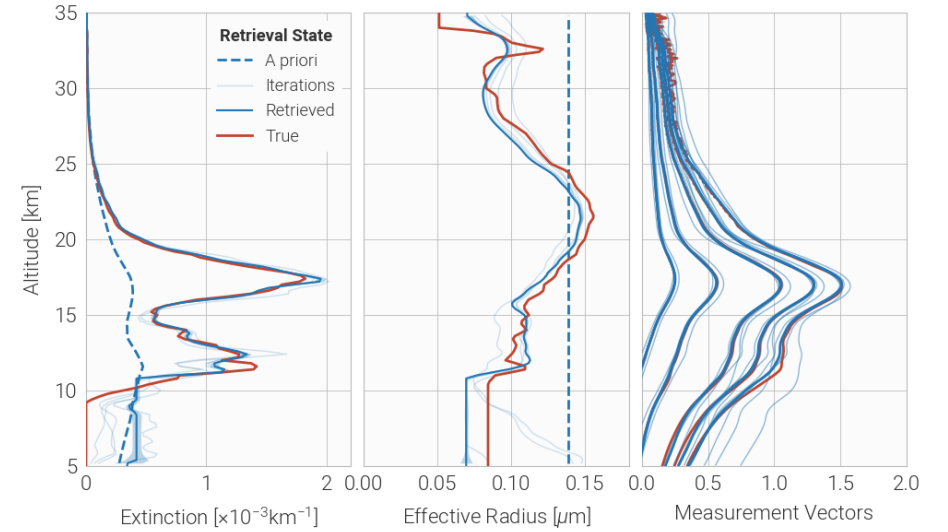 35
30
25
20
15
10
5
Altitude [km]
Retrieval State
A priori
Iterations
Retrieved
True
0
1
2
0.00
0.05
0.10
0.15
0.0
0.5
1.0
1.5
2.0
Extinction [×10⁻³km⁻¹]
Effective Radius [μm]
Measurement Vectors